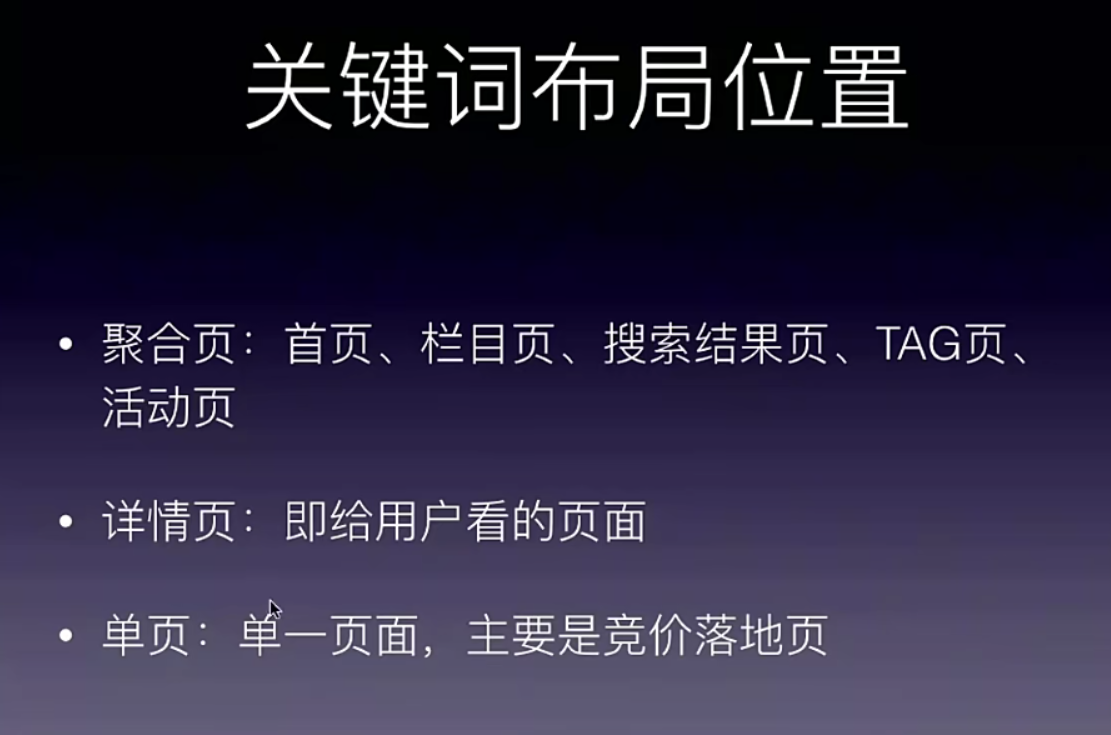 关键词布局位置
• 聚合页：首页、栏目页、搜索结果页、TAG页、
活动页
• 详情页：即给用户看的页面
• 单页：单一页面，主要是竞价落地页